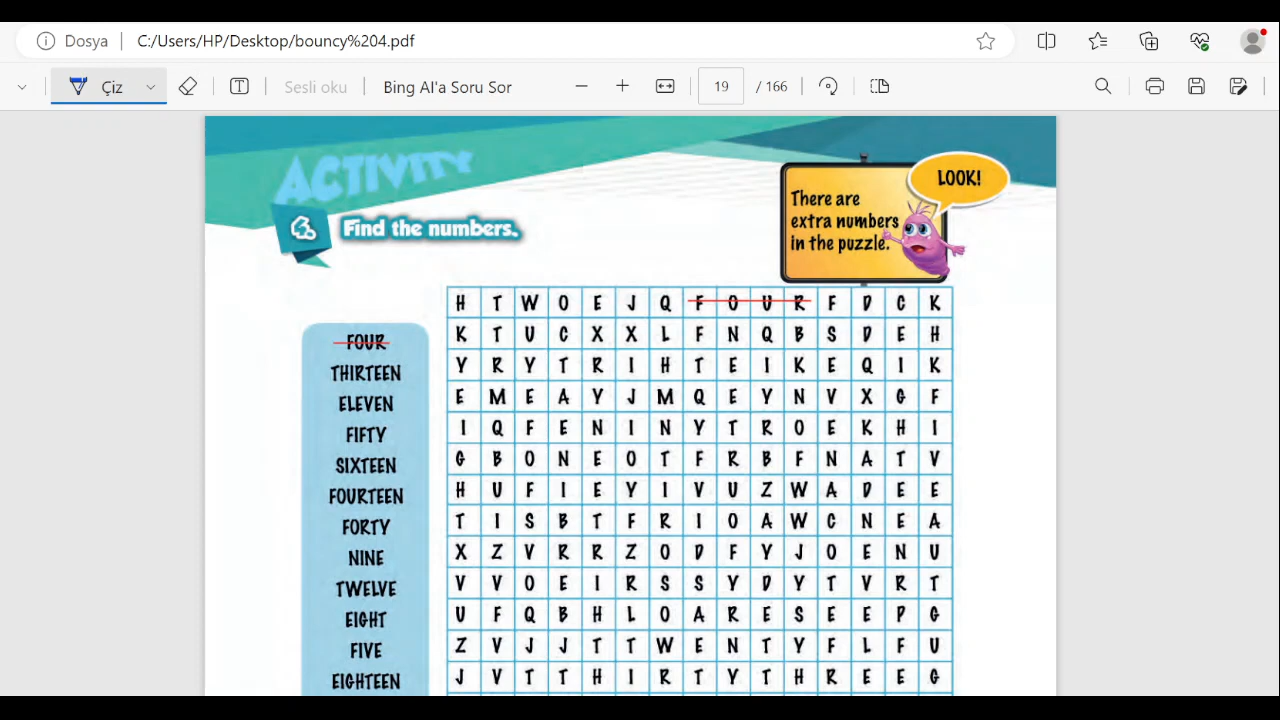 Dosya
C:/Users/HP/Desktop/bouncy%204.pdf
Çiz
Sesli oku
Bing AI'a Soru Sor
19
/ 166
ACTIVITY
LOOK!
There are
extra numbers
in the puzzle.
Find the numbers.
FOUR
THIRTEEN
ELEVEN
FIFTY
SIXTEEN
FOURTEEN
FORTY
NINE
TWELVE
EIGHT
FIVE
EIGHTEEN
H T W O E J Q F O U R F D C K
K T U C X X L F N Q B S D E H
Y R Y T R I H T E I K E Q I K
E M E A Y J M Q E Y N V X G F
I Q F E N I N Y T R O E K H I
G B O N E O T F R B F N A T V
H U F I E Y I V U Z W A D E E
T I S B T F R I O A W C N E A
X Z V R R Z O D F Y J O E N U
V V O E I R S S Y D Y T V R T
U F Q B H L O A R E S E E P G
Z V J J T T W E N T Y F L F U
J V T T H I R T Y T H R E E G